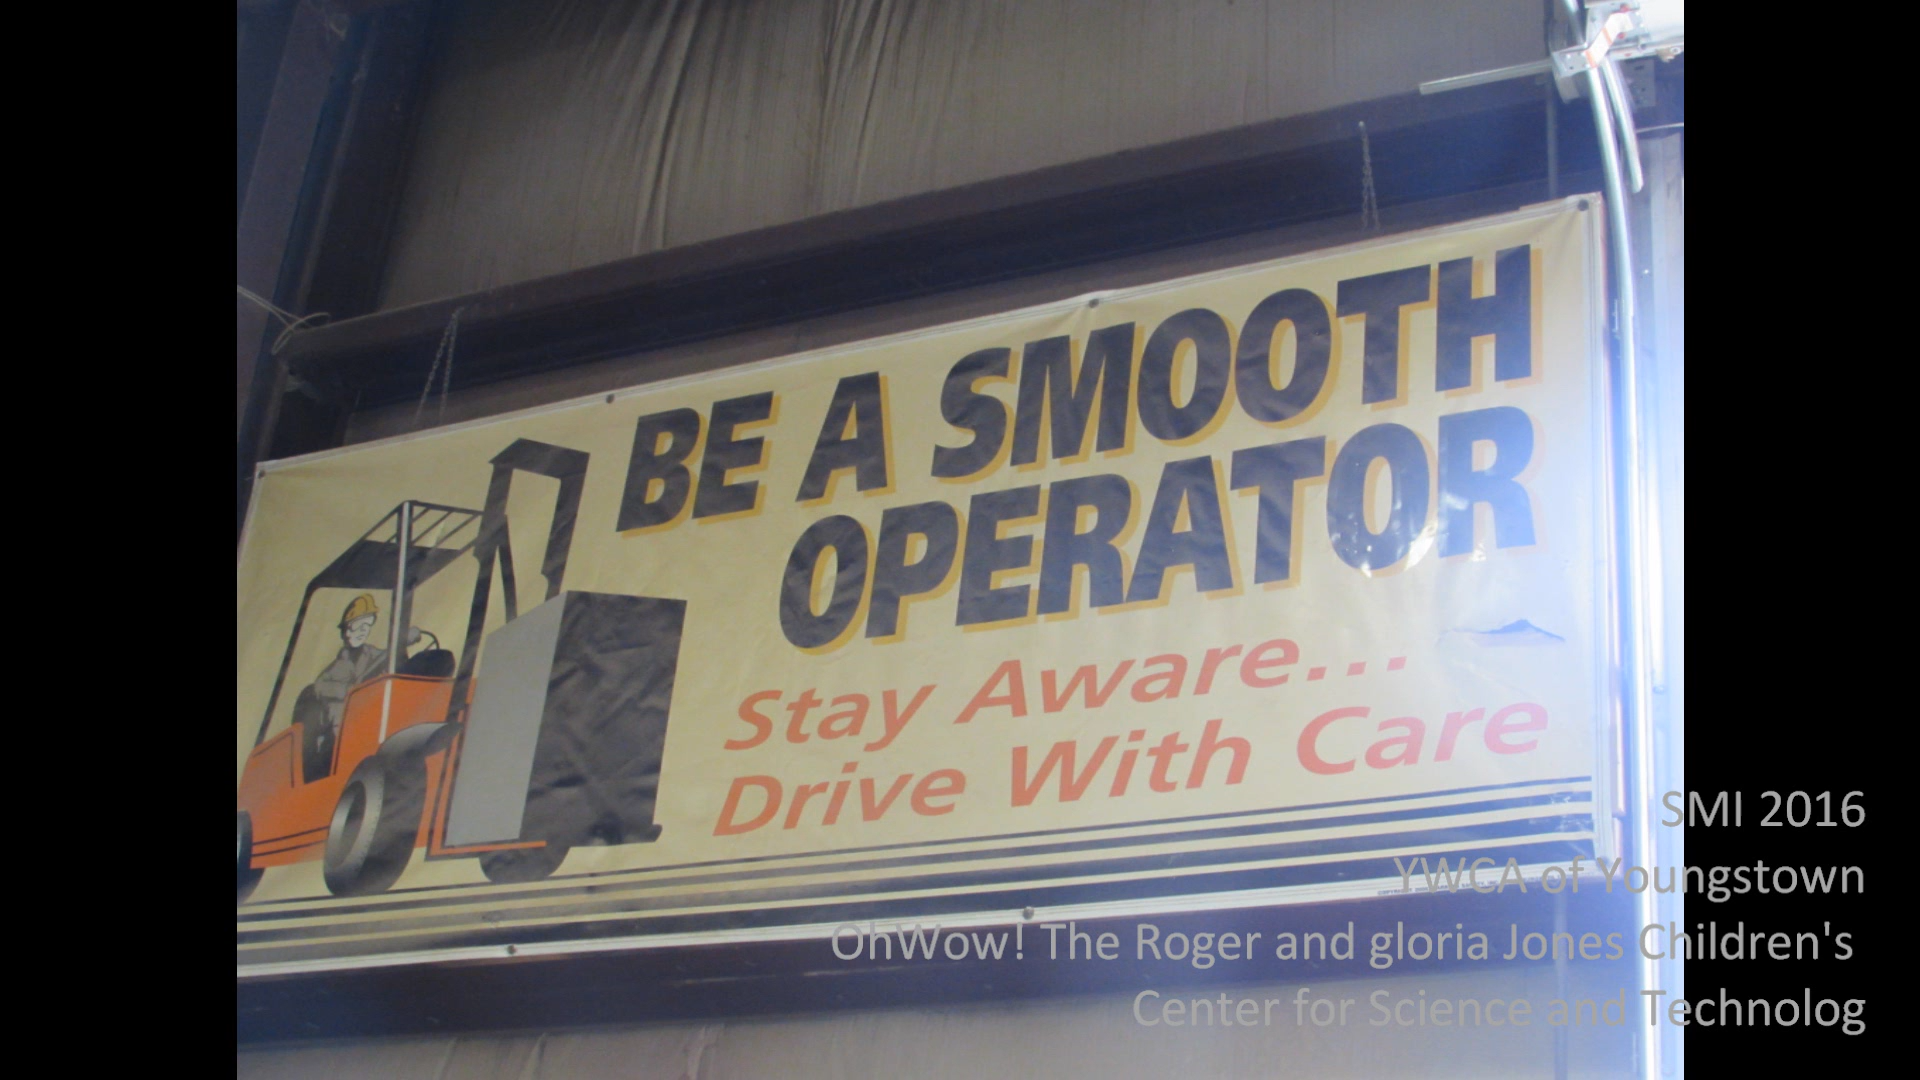 BE A SMOOTH
OPERATOR
Stay Aware...
Drive With Care
SMI 2016
YWCA of Youngstown
OhWow! The Roger and gloria Jones Children's
Center for Science and Technolog